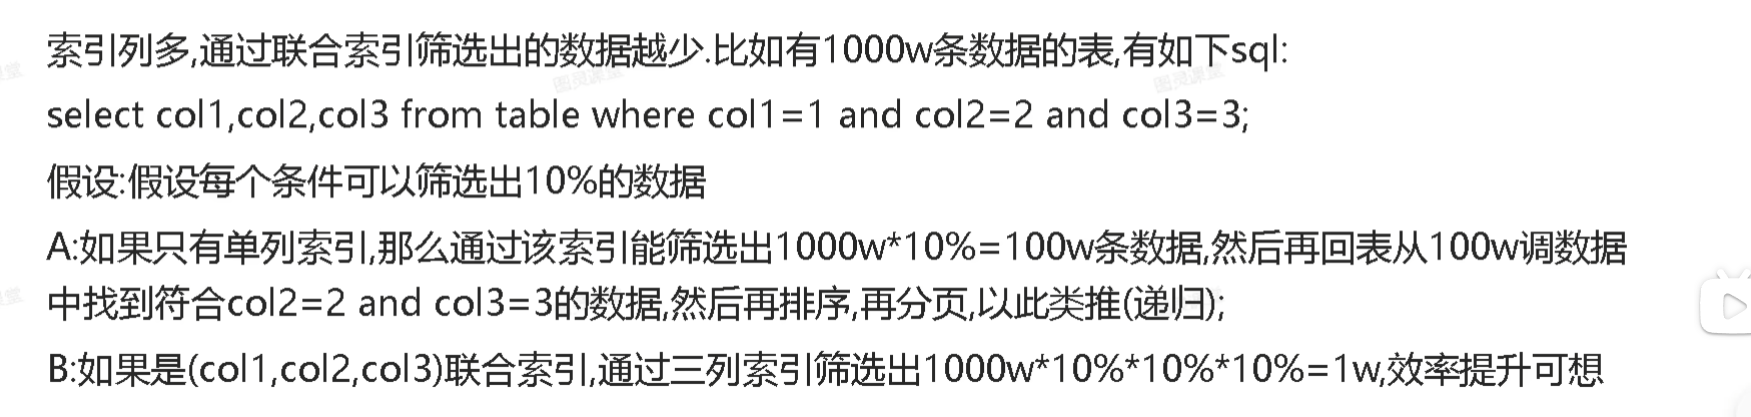 索引列多,通过联合索引筛选出的数据越少.比如有1000w条数据的表,有如下sql:
select col1,col2,col3 from table where col1=1 and col2=2 and col3=3;
假设:假设每个条件可以筛选出10%的数据
A:如果只有单列索引,那么通过该索引能筛选出1000w*10%=100w条数据,然后再回表从100w调数据
中找到符合col2=2 and col3=3的数据,然后再排序,再分页,以此类推(递归);
B:如果是(col1,col2,col3)联合索引,通过三列索引筛选出1000w*10%*10%*10%=1w,效率提升可想